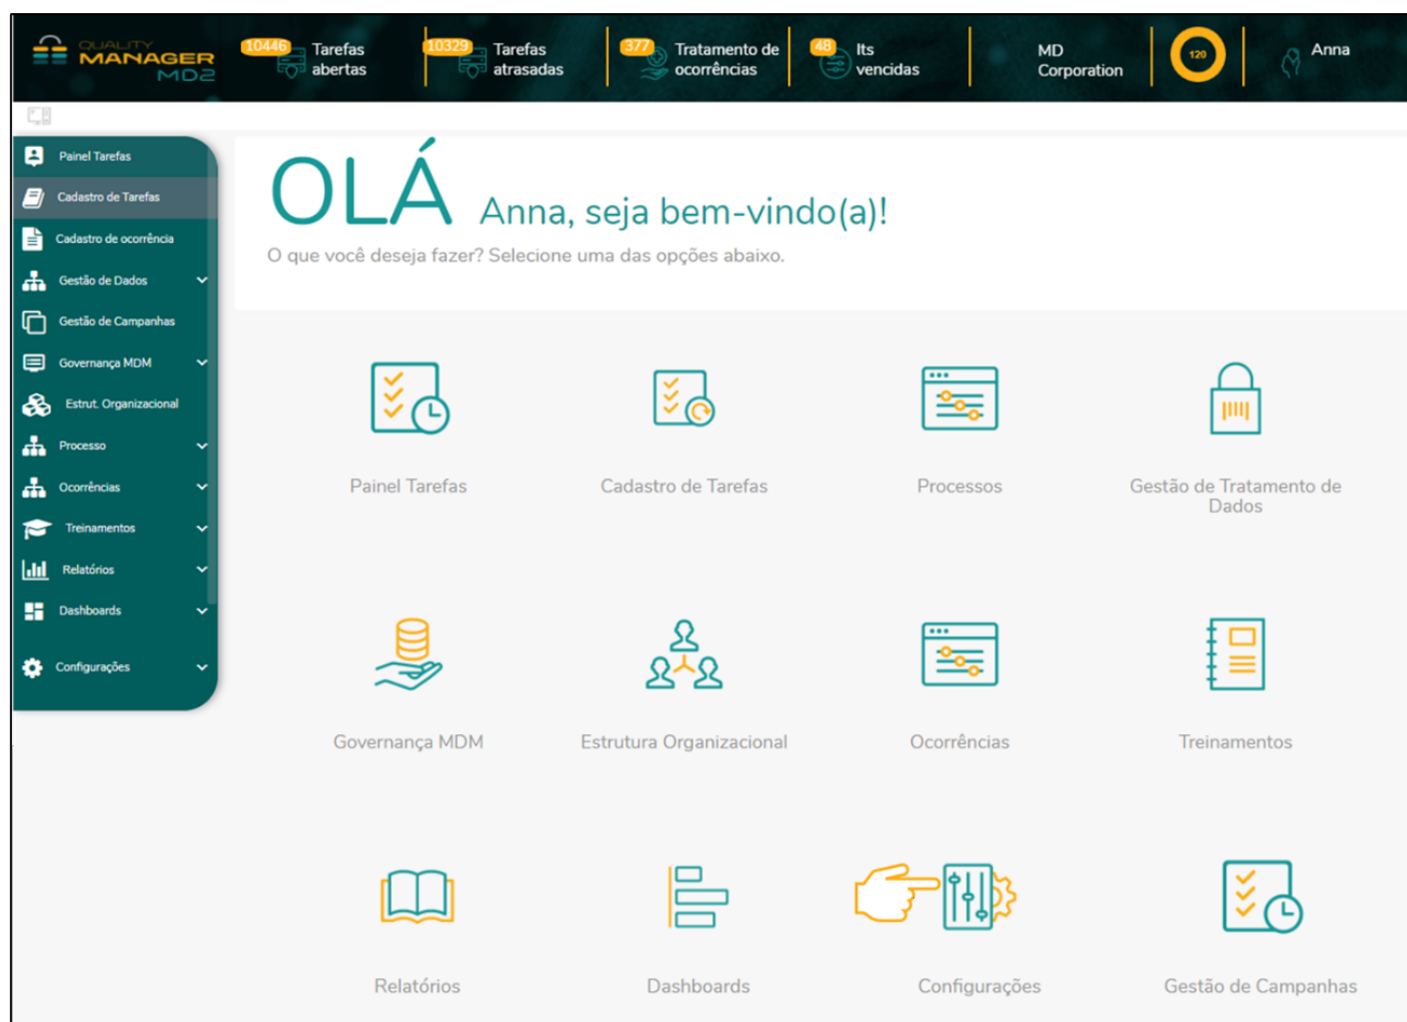 QUALITY
MANAGER
MD2
10446
Tarefas
abertas
10329
Tarefas
atrasadas
377
Tratamento de
ocorrências
48
Its
vencidas
MD
Corporation
120
Anna
Painel Tarefas
Cadastro de Tarefas
Cadastro de ocorrência
Gestão de Dados
Gestão de Campanhas
Governança MDM
Estrut. Organizacional
Processo
Ocorrências
Treinamentos
Relatórios
Dashboards
Configurações
OLÁ Anna, seja bem-vindo(a)!
O que você deseja fazer? Selecione uma das opções abaixo.
Painel Tarefas
Cadastro de Tarefas
Processos
Gestão de Tratamento de
Dados
Governança MDM
Estrutura Organizacional
Ocorrências
Treinamentos
Relatórios
Dashboards
Configurações
Gestão de Campanhas